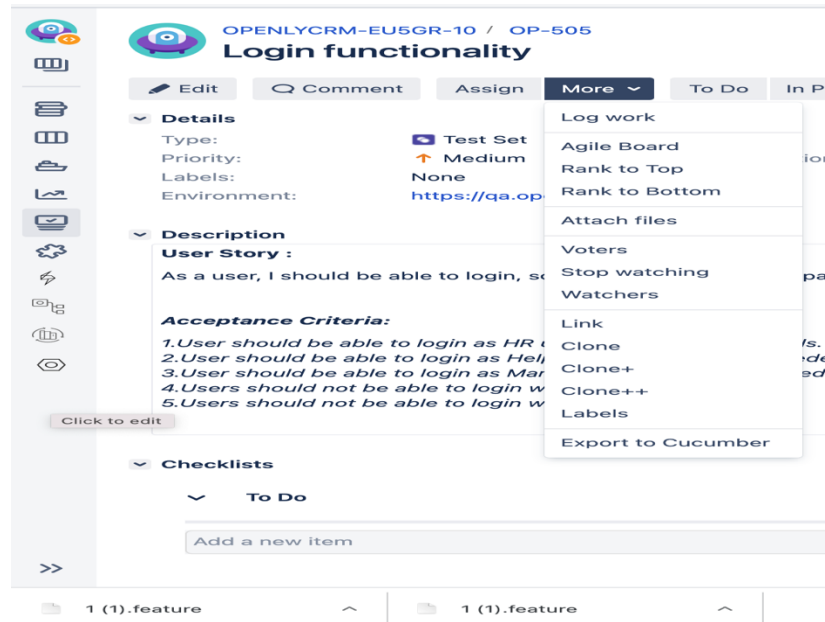 OPENLYCRM-EU5GR-10 / OP-505
Login functionality
Edit Comment Assign More To Do In P
Details
Type: Test Set
Priority: Medium
Labels: None
Environment: https://qa.op
Log work
Agile Board
Rank to Top
Rank to Bottom
Attach files
Voters
Stop watching
Watchers
Link
Clone
Clone+
Clone++
Labels
Export to Cucumber
Description
User Story :
As a user, I should be able to login, so
Acceptance Criteria:
1.User should be able to login as HR
2.User should be able to login as Hel
3.User should be able to login as Mar
4.Users should not be able to login w
5.Users should not be able to login w
Click to edit
Checklists
To Do
Add a new item
>>
1 (1).feature 1 (1).feature